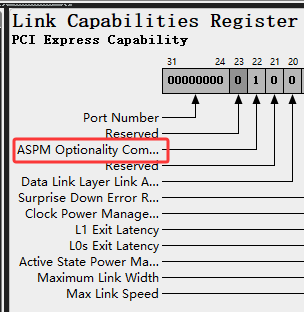 Link Capabilities Register
PCI Express Capability
31 24 23 22 21 20
00000000 0 1 0 0
Port Number
Reserved
ASPM Optionality Com...
Reserved
Data Link Layer Link A...
Surprise Down Error R...
Clock Power Manage...
L1 Exit Latency
L0s Exit Latency
Active State Power Ma...
Maximum Link Width
Max Link Speed